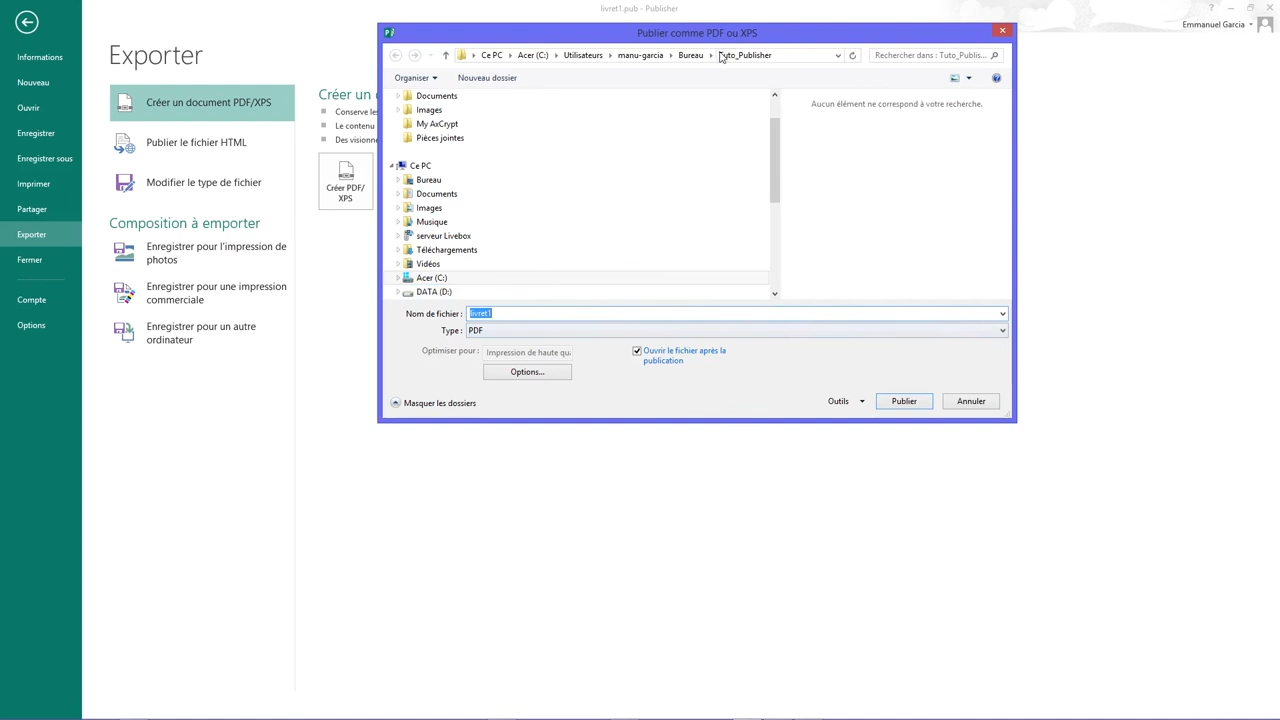 livret1.pub - Publisher
?
Emmanuel Garcia
Informations
Nouveau
Ouvrir
Enregistrer
Enregistrer sous
Imprimer
Partager
Exporter
Fermer
Compte
Options
Exporter
Créer un document PDF/XPS
Publier le fichier HTML
Modifier le type de fichier
Composition à emporter
Enregistrer pour l'impression de
photos
Enregistrer pour une impression
commerciale
Enregistrer pour un autre
ordinateur
Créer un
Conserve les
Le contenu
Des visionne
Créer PDF/
XPS
Publier comme PDF ou XPS
Ce PC
Acer (C:)
Utilisateurs
manu-garcia
Bureau
Tuto_Publisher
Rechercher dans : Tuto_Publis...
Organiser
Nouveau dossier
Documents
Images
My AxCrypt
Pièces jointes
Ce PC
Bureau
Documents
Images
Musique
serveur Livebox
Téléchargements
Vidéos
Acer (C:)
DATA (D:)
Aucun élément ne correspond à votre recherche.
Nom de fichier :
livret1
Type :
PDF
Optimiser pour :
Impression de haute qu
Ouvrir le fichier après la
publication
Options...
Masquer les dossiers
Outils
Publier
Annuler